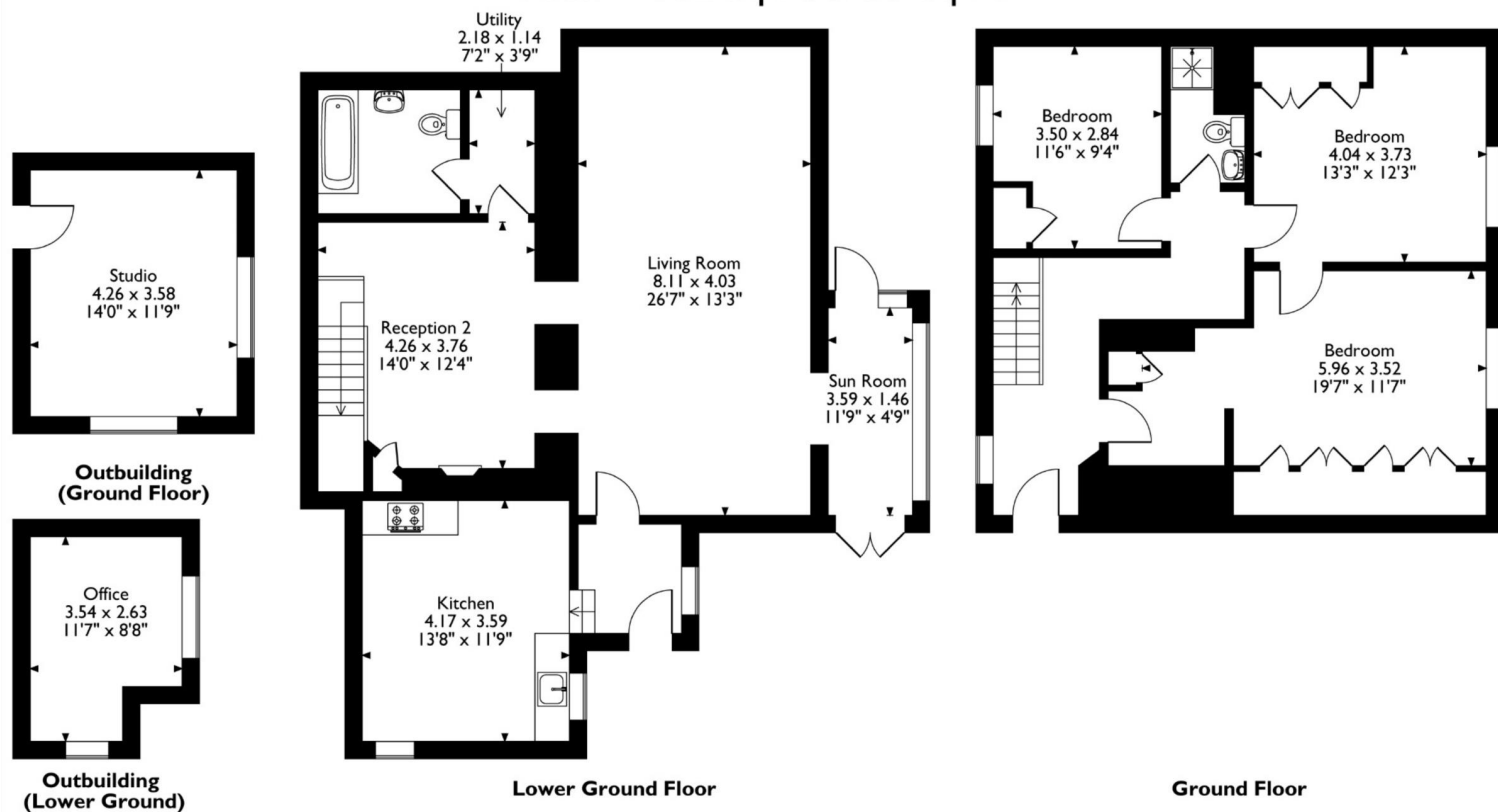 Utility
2.18 x 1.14
7'2" x 3'9"
Studio
4.26 x 3.58
14'0" x 11'9"
Outbuilding
(Ground Floor)
Office
3.54 x 2.63
11'7" x 8'8"
Outbuilding
(Lower Ground)
Living Room
8.11 x 4.03
26'7" x 13'3"
Reception 2
4.26 x 3.76
14'0" x 12'4"
Sun Room
3.59 x 1.46
11'9" x 4'9"
Kitchen
4.17 x 3.59
13'8" x 11'9"
Lower Ground Floor
Bedroom
3.50 x 2.84
11'6" x 9'4"
Bedroom
4.04 x 3.73
13'3" x 12'3"
Bedroom
5.96 x 3.52
19'7" x 11'7"
Ground Floor